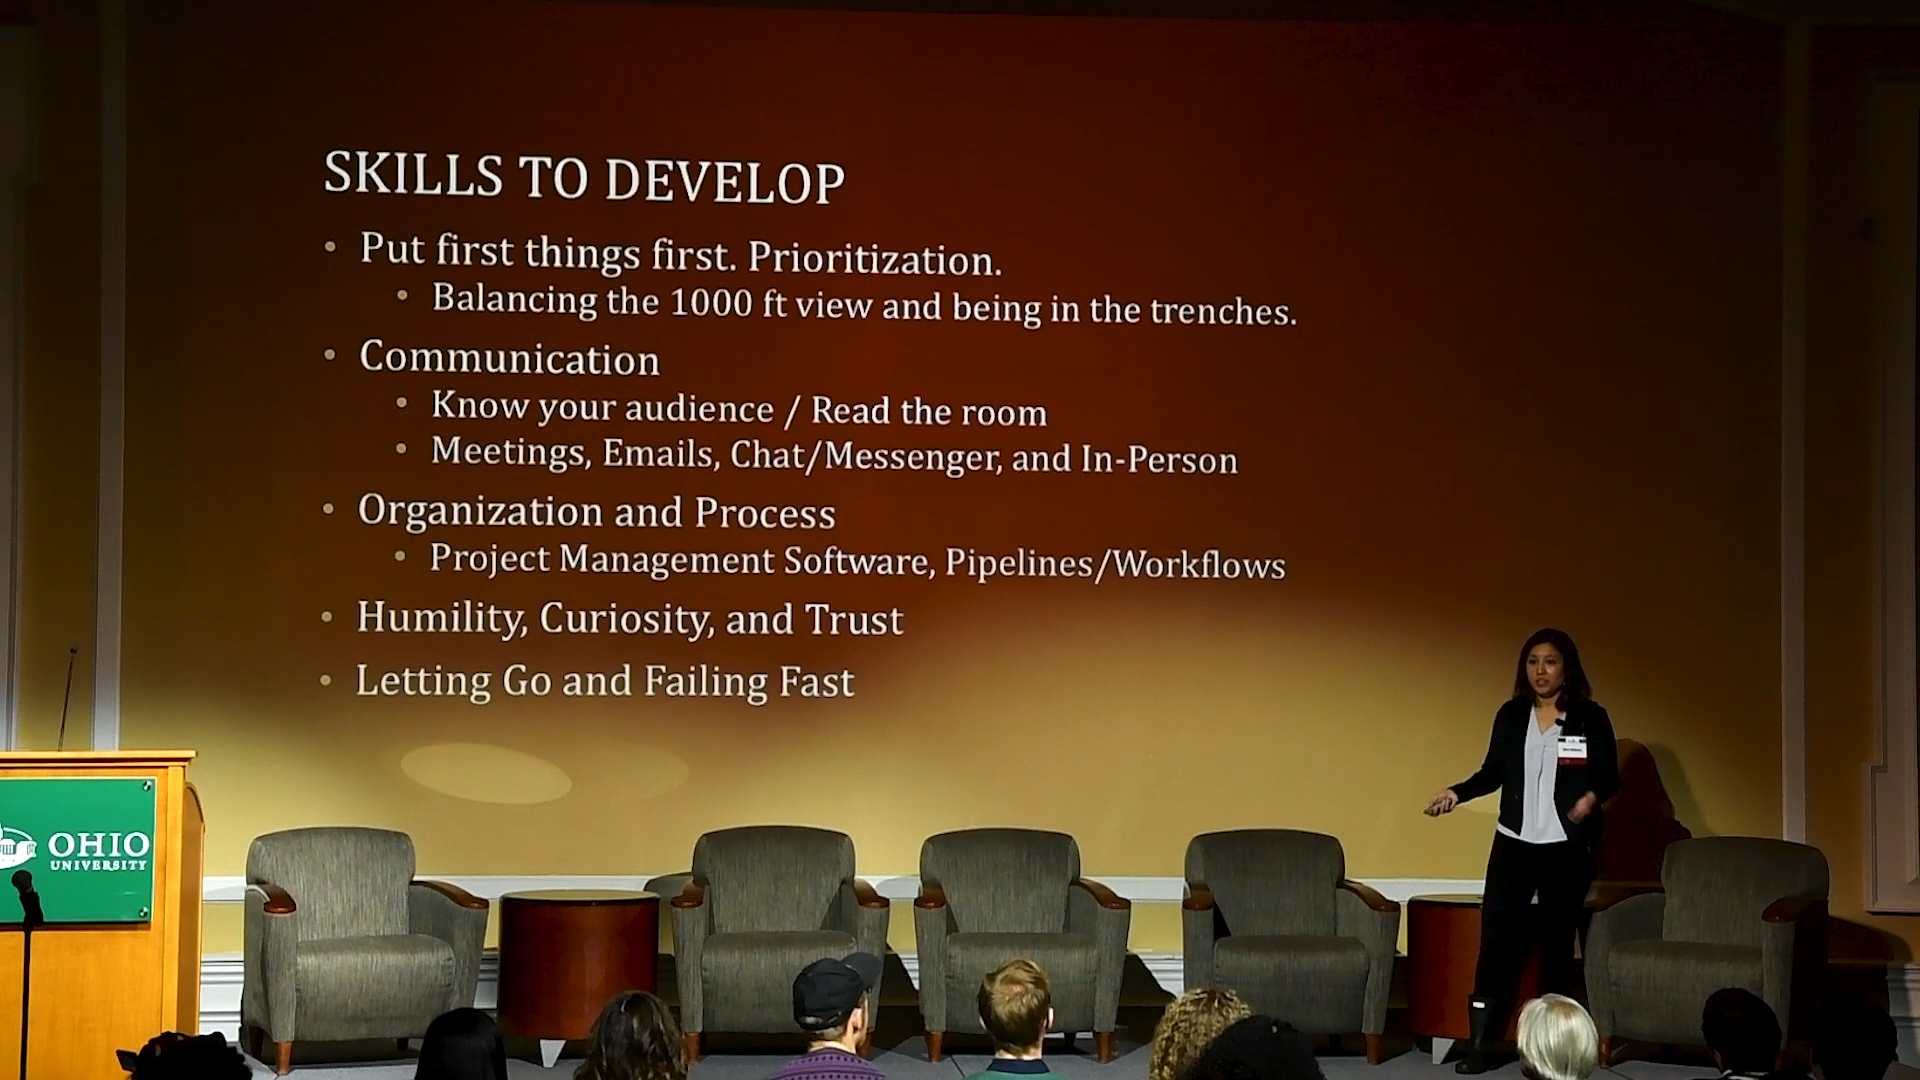 SKILLS TO DEVELOP
• Put first things first. Prioritization.
• Balancing the 1000 ft view and being in the trenches.
• Communication
• Know your audience / Read the room
• Meetings, Emails, Chat/Messenger, and In-Person
• Organization and Process
• Project Management Software, Pipelines/Workflows
• Humility, Curiosity, and Trust
• Letting Go and Failing Fast
OHIO
UNIVERSITY